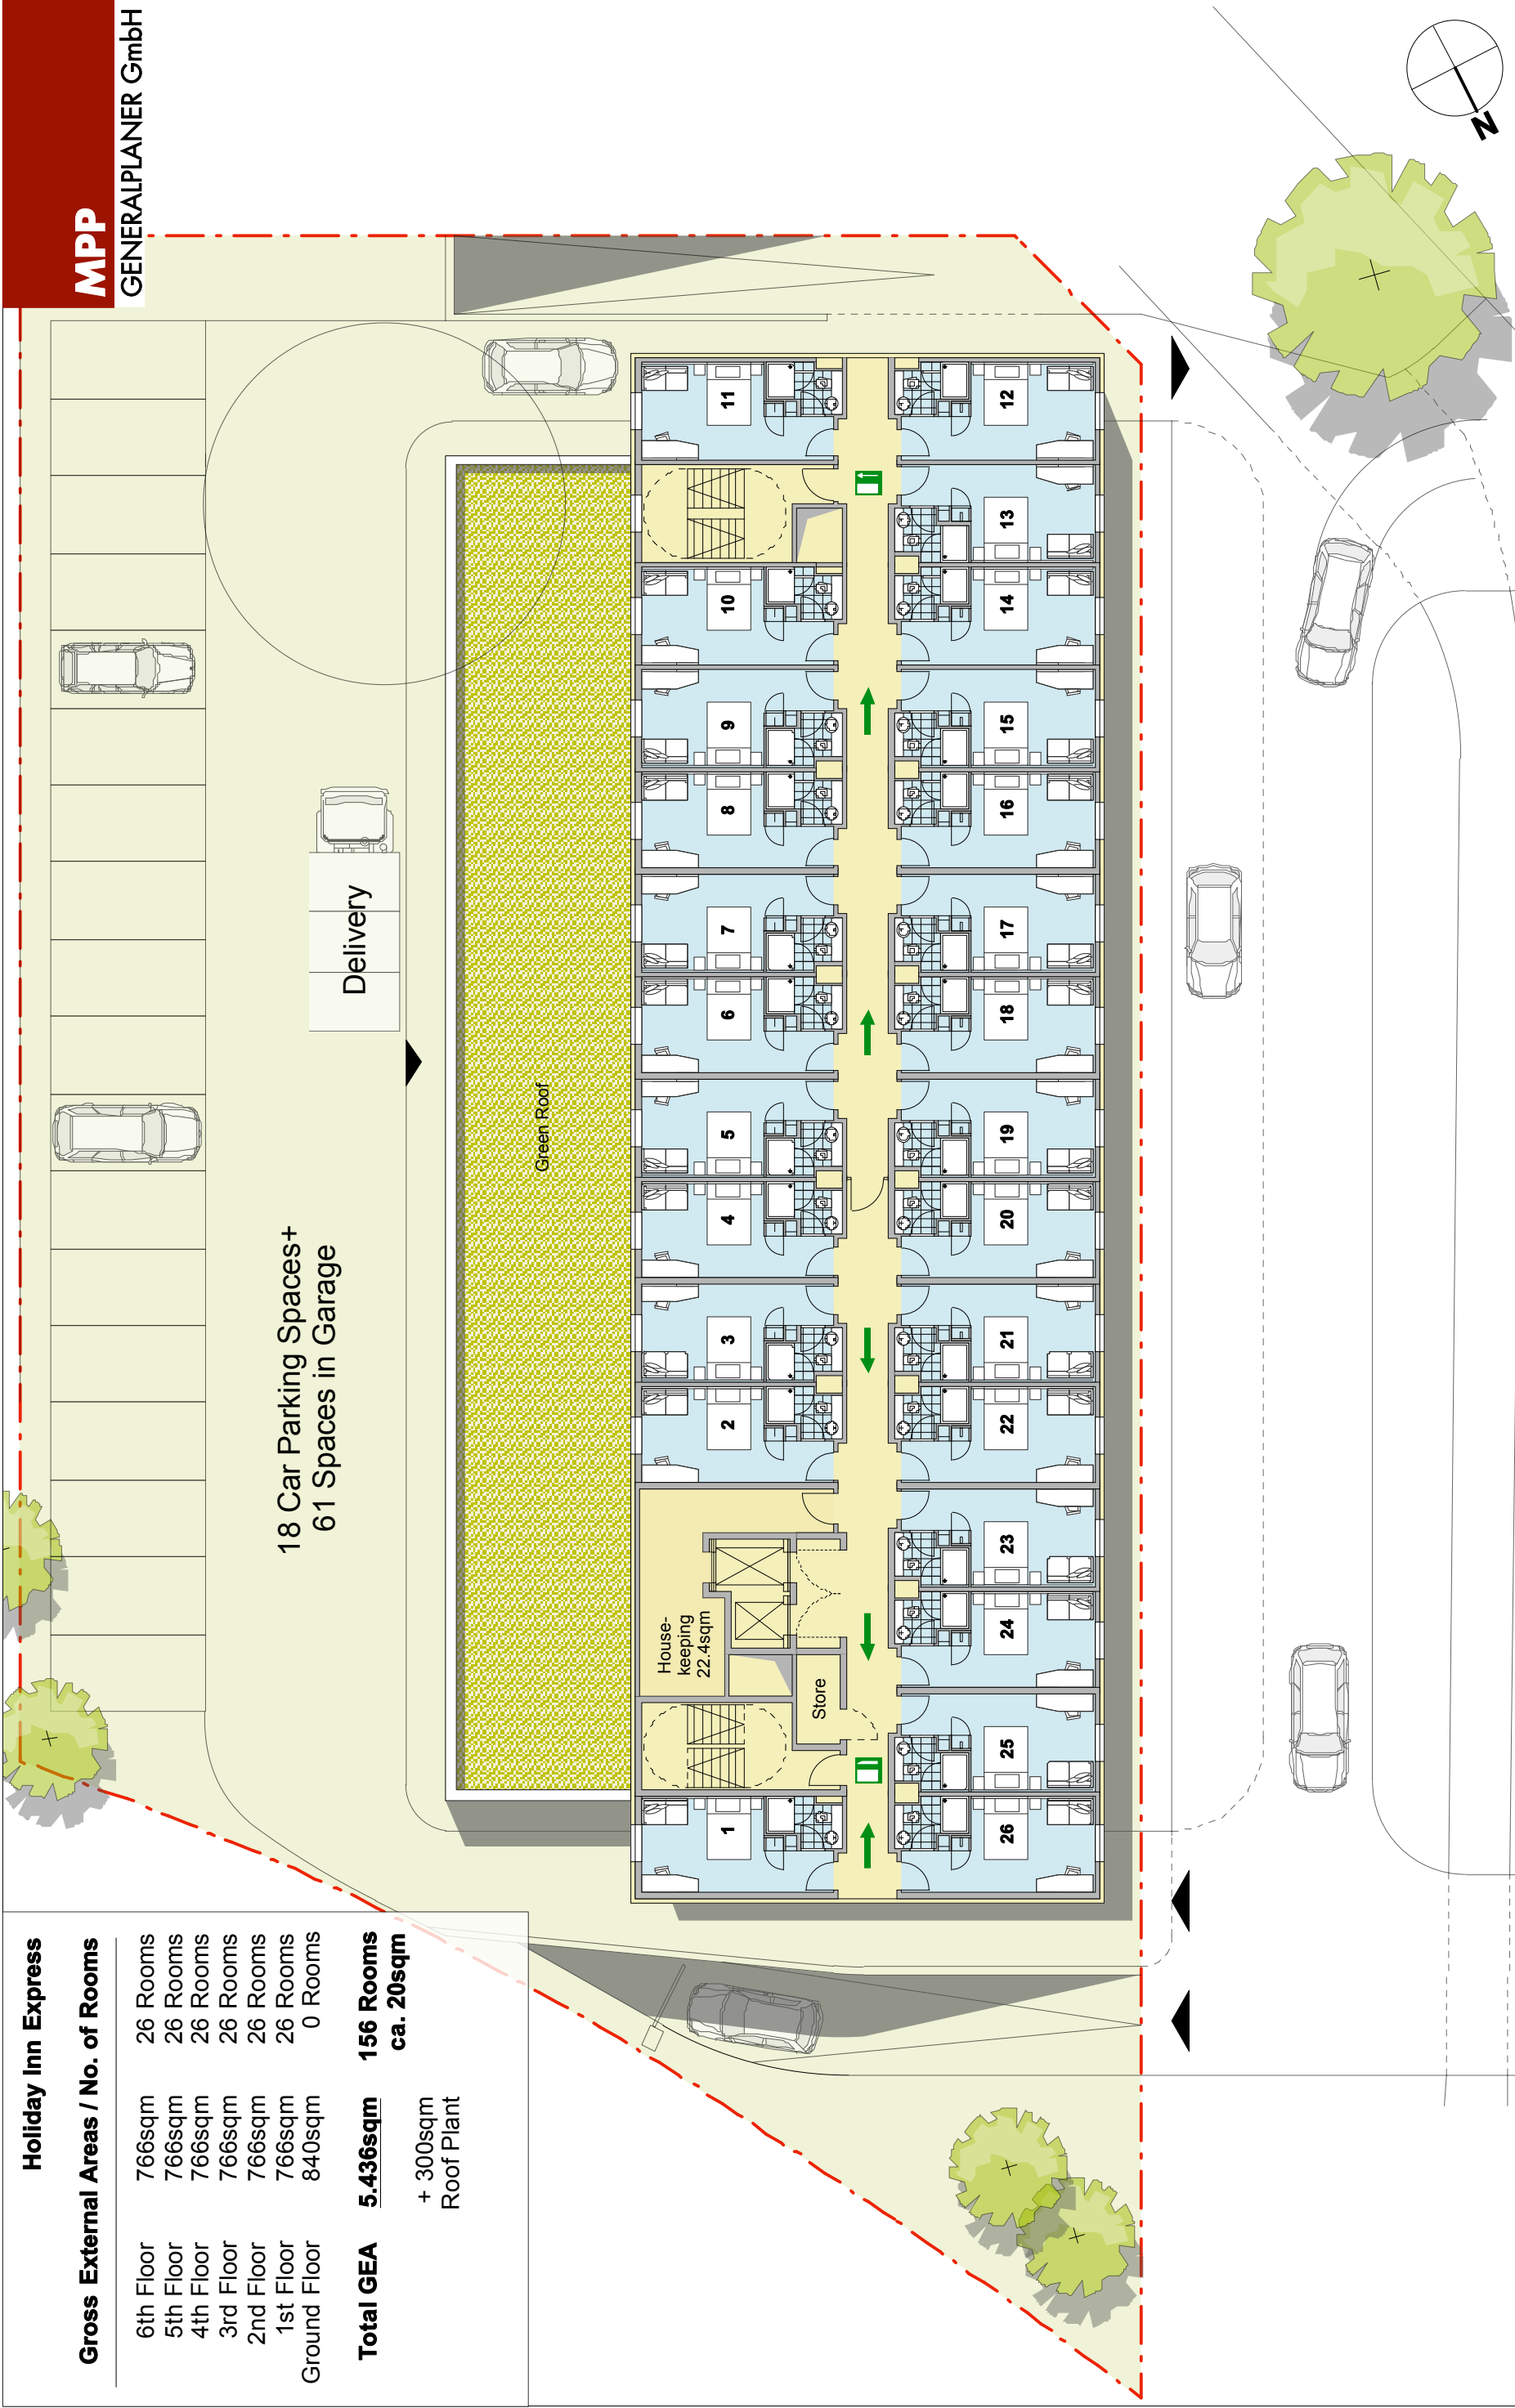 MPP
GENERALPLANER GmbH
N
Holiday Inn Express
Gross External Areas / No. of Rooms
6th Floor 766sqm 26 Rooms
5th Floor 766sqm 26 Rooms
4th Floor 766sqm 26 Rooms
3rd Floor 766sqm 26 Rooms
2nd Floor 766sqm 26 Rooms
1st Floor 766sqm 26 Rooms
Ground Floor 840sqm 0 Rooms
Total GEA 5.436sqm 156 Rooms
ca. 20sqm
+ 300sqm
Roof Plant
18 Car Parking Spaces+
61 Spaces in Garage
Delivery
Green Roof
House-
keeping
22.4sqm
Store
1
2
3
4
5
6
7
8
9
10
11
12
13
14
15
16
17
18
19
20
21
22
23
24
25
26